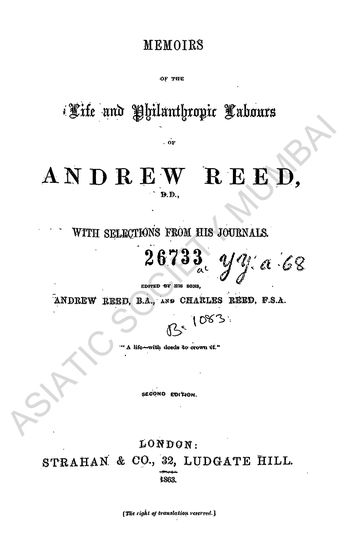 MEMOIRS
OF THE
Life and Philanthropic Labours
OF
ANDREW REED,
D.D.,
WITH SELECTIONS FROM HIS JOURNALS.
26733
EDITED BY HIS SONS,
ANDREW REED, B.A., AND CHARLES REED, F.S.A.
B. 1083.
"A life—with deeds to crown it."
SECOND EDITION.
LONDON:
STRAHAN & CO., 32, LUDGATE HILL.
1863.
[The right of translation reserved.]
ASIATIC SOCIETY MUMBAI